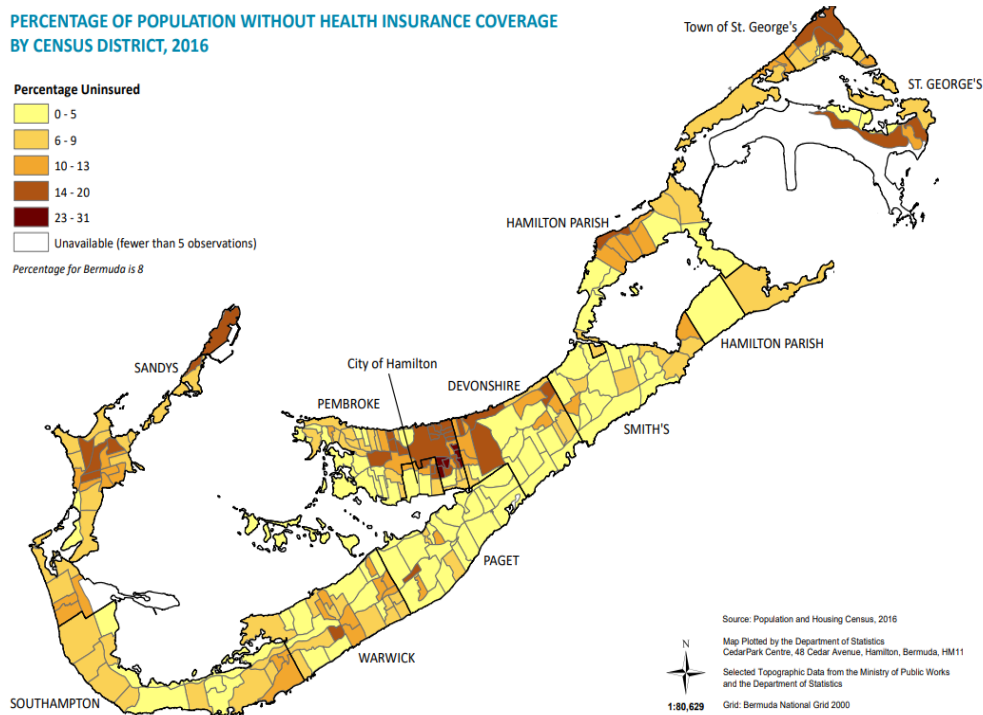 PERCENTAGE OF POPULATION WITHOUT HEALTH INSURANCE COVERAGE
BY CENSUS DISTRICT, 2016
Percentage Uninsured
0 - 5
6 - 9
10 - 13
14 - 20
23 - 31
Unavailable (fewer than 5 observations)
Percentage for Bermuda is 8
Town of St. George's
ST. GEORGE'S
HAMILTON PARISH
HAMILTON PARISH
SANDYS
City of Hamilton
DEVONSHIRE
PEMBROKE
SMITH'S
PAGET
WARWICK
SOUTHAMPTON
N
1:80,629
Source: Population and Housing Census, 2016
Map Plotted by the Department of Statistics
CedarPark Centre, 48 Cedar Avenue, Hamilton, Bermuda, HM11
Selected Topographic Data from the Ministry of Public Works
and the Department of Statistics
Grid: Bermuda National Grid 2000